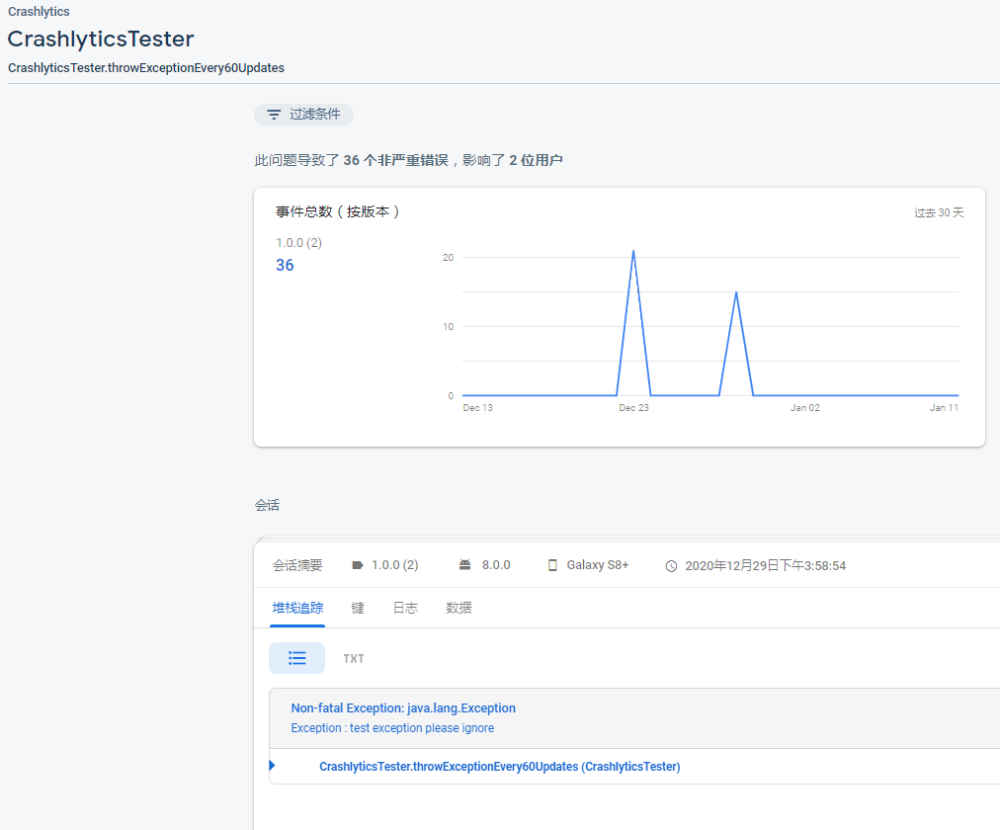 Crashlytics
CrashlyticsTester
CrashlyticsTester.throwExceptionEvery60Updates
过滤条件
此问题导致了 36 个非严重错误，影响了 2 位用户
事件总数（按版本）
过去 30 天
1.0.0 (2)
36
20
10
0
Dec 13
Dec 23
Jan 02
Jan 11
会话
会话摘要
1.0.0 (2)
8.0.0
Galaxy S8+
2020年12月29日下午3:58:54
堆栈追踪
键
日志
数据
TXT
Non-fatal Exception: java.lang.Exception
Exception : test exception please ignore
CrashlyticsTester.throwExceptionEvery60Updates (CrashlyticsTester)